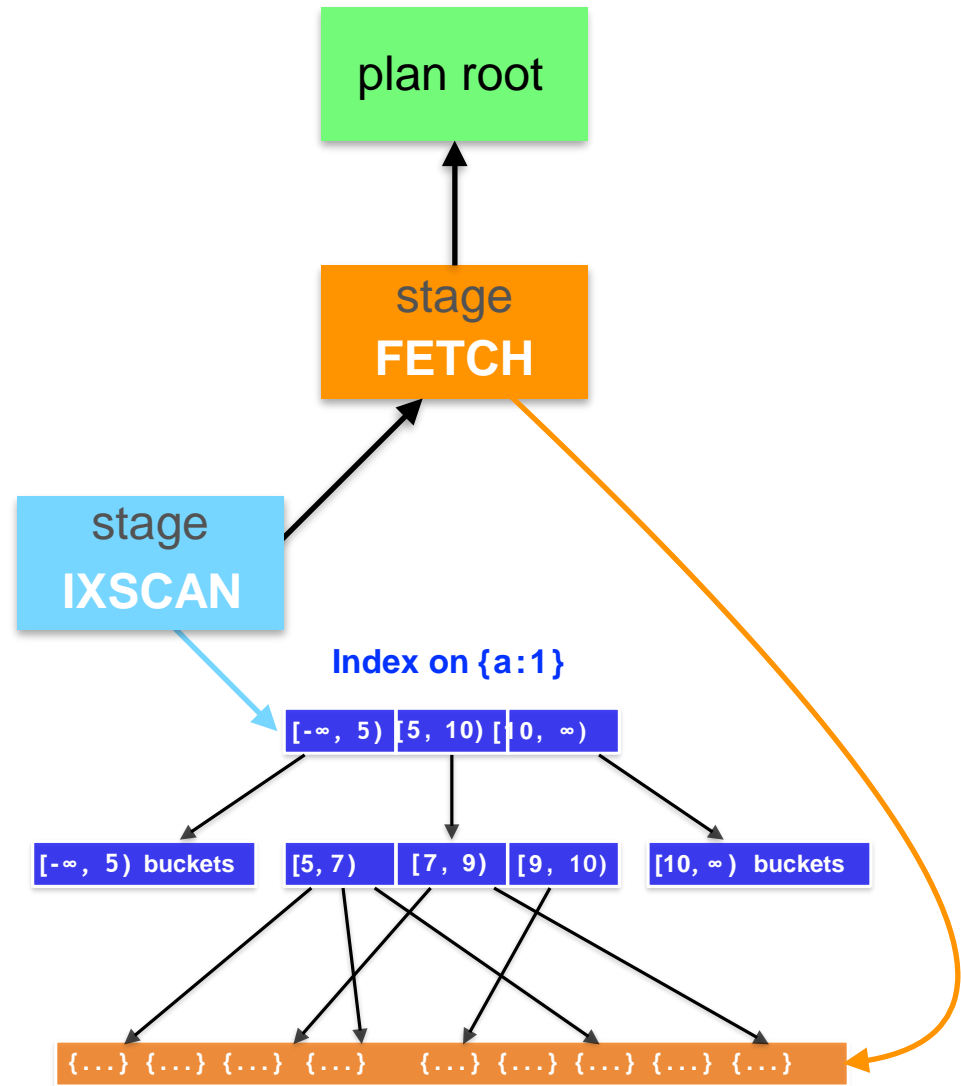 plan root
stage
FETCH
stage
IXSCAN
Index on {a:1}
[-∞, 5) [5, 10) [10, ∞)
[-∞, 5) buckets [5, 7) [7, 9) [9, 10) [10, ∞) buckets
{...} {...} {...} {...} {...} {...} {...} {...} {...}